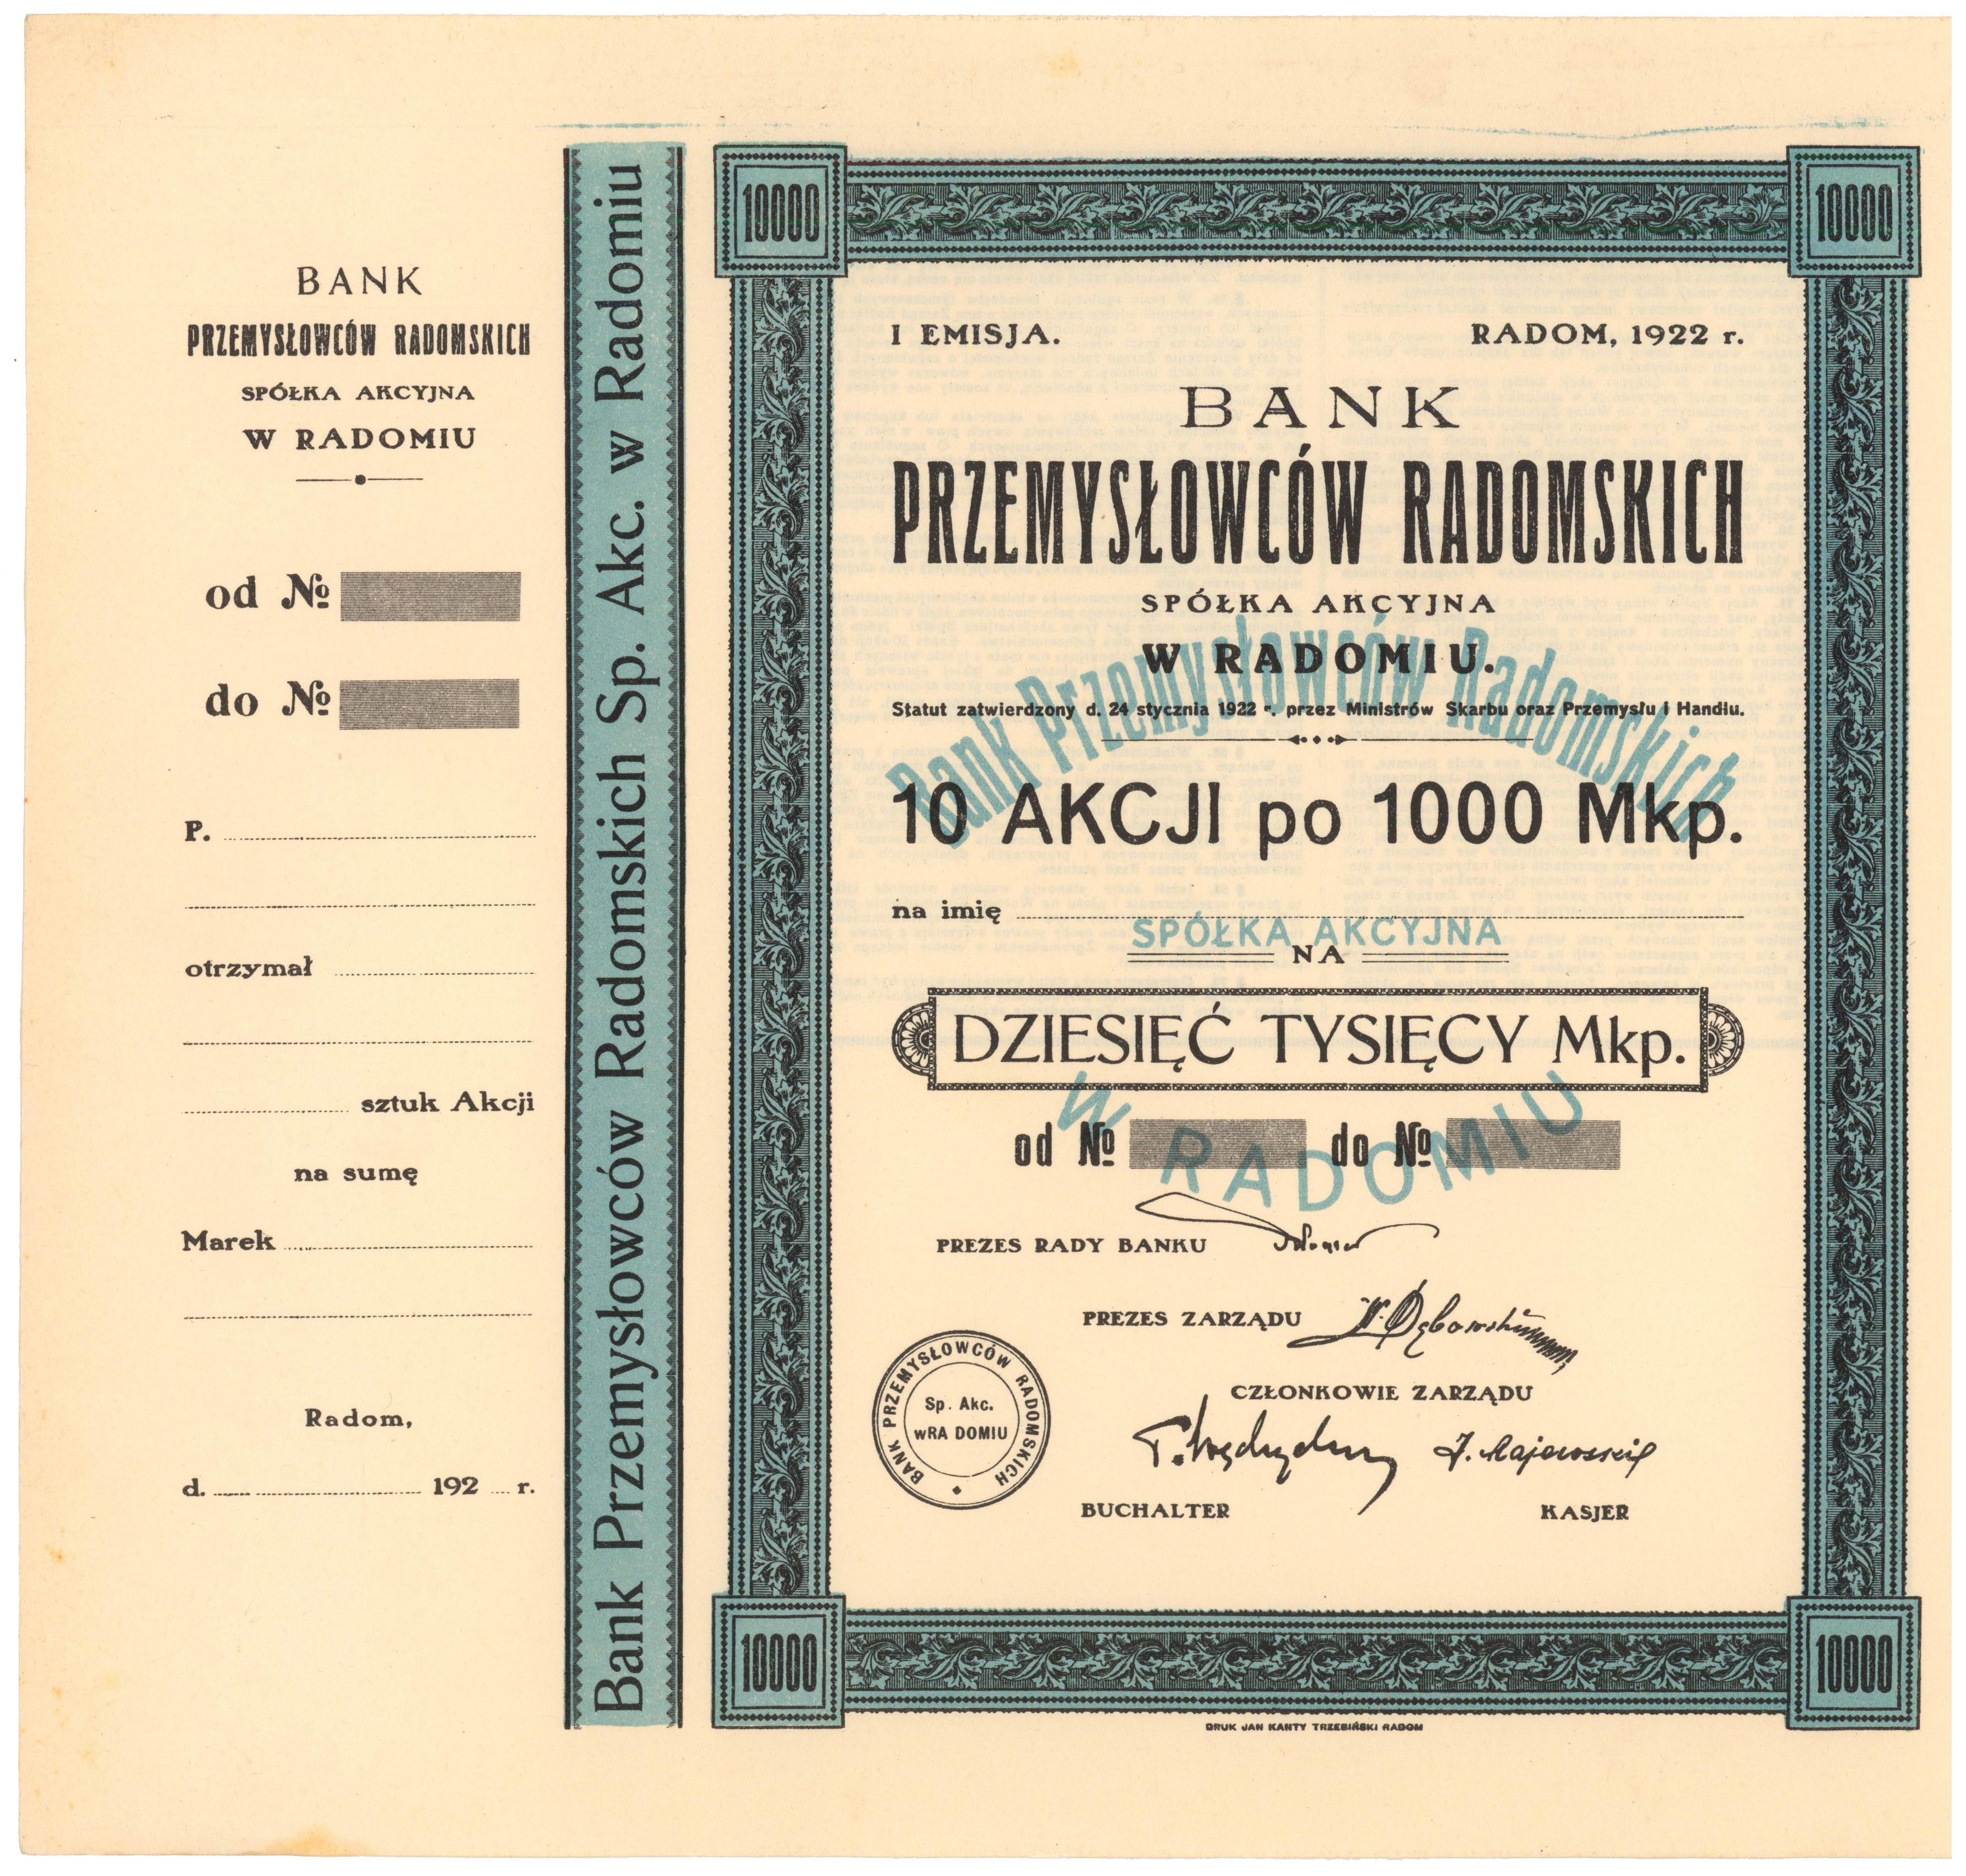 BANK
PRZEMYSŁOWCÓW RADOMSKICH
SPÓŁKA AKCYJNA
W RADOMIU
od №
do №
P.
otrzymał
sztuk Akcji
na sumę
Marek
Radom,
d. 192 r.
Bank Przemysłowców Radomskich Sp. Akc. w Radomiu
10000
10000
I EMISJA. RADOM, 1922 r.
BANK
PRZEMYSŁOWCÓW RADOMSKICH
SPÓŁKA AKCYJNA
W RADOMIU.
Bank Przemysłowców Radomskich
Statut zatwierdzony d. 24 stycznia 1922 r. przez Ministrów Skarbu oraz Przemysłu i Handlu.
10 AKCJI po 1000 Mkp.
na imię
SPÓŁKA AKCYJNA
NA
DZIESIĘĆ TYSIĘCY Mkp.
W RADOMIU
od № do №
PREZES RADY BANKU
PREZES ZARZĄDU W. Dębowski
CZŁONKOWIE ZARZĄDU
BANK PRZEMYSŁOWCÓW RADOMSKICH
Sp. Akc.
wRA DOMIU
BUCHALTER KASJER
10000
10000
DRUK JAN KANTY TRZEBIŃSKI RADOM